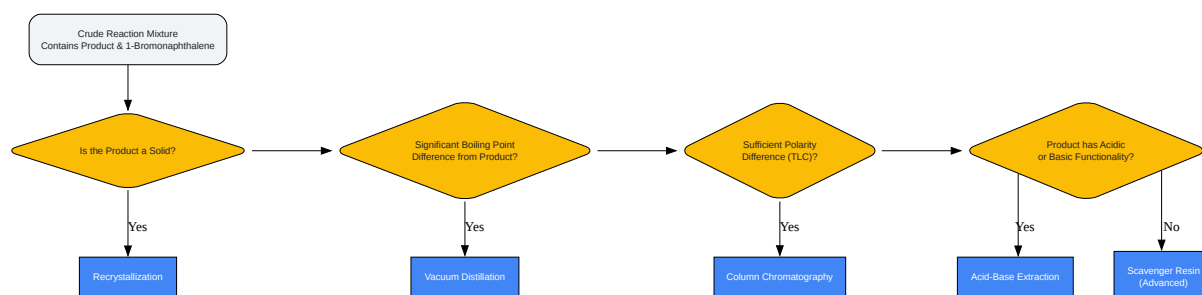 Crude Reaction Mixture
Contains Product & 1-Bromonaphthalene
Is the Product a Solid?
Significant Boiling Point
Difference from Product?
Sufficient Polarity
Difference (TLC)?
Product has Acidic
or Basic Functionality?
Yes
Yes
Yes
Yes
No
Recrystallization
Vacuum Distillation
Column Chromatography
Acid-Base Extraction
Scavenger Resin
(Advanced)